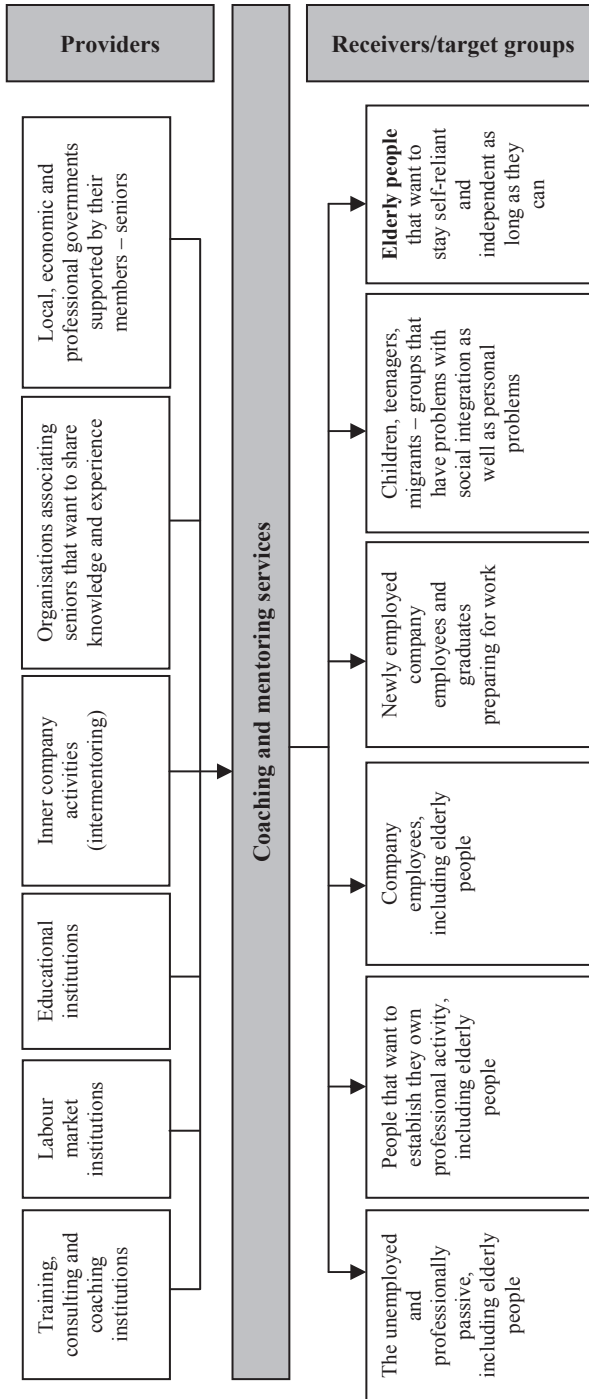 Providers
Training,
consulting and
coaching
institutions
Labour
market
institutions
Educational
institutions
Inner company
activities
(intermentoring)
Organisations associating
seniors that want to share
knowledge and experience
Local, economic and
professional governments
supported by their
members – seniors
Coaching and mentoring services
Receivers/target groups
The unemployed
and
professionally
passive,
including elderly
people
People that want to
establish they own
professional activity,
including elderly
people
Company
employees,
including elderly
people
Newly employed
company
employees and
graduates
preparing for work
Children, teenagers,
migrants – groups that
have problems with
social integration as
well as personal
problems
Elderly people
that want to
stay self-reliant
and
independent as
long as they
can